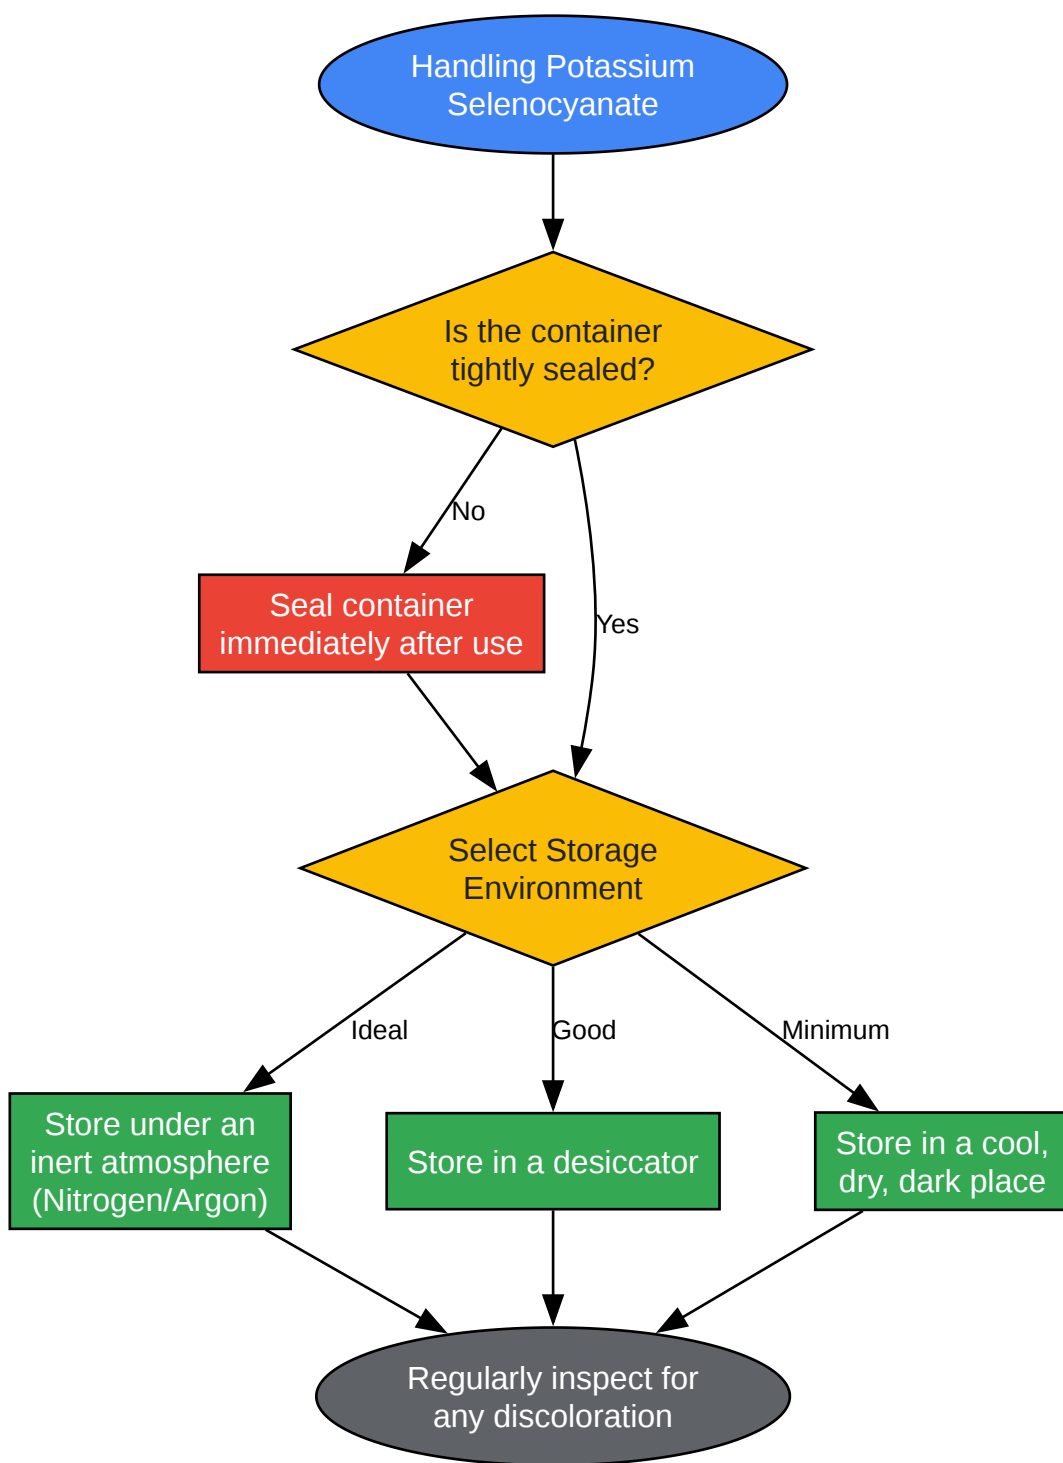 Handling Potassium
Selenocyanate
Is the container
tightly sealed?
No
Seal container
immediately after use
Yes
Select Storage
Environment
Ideal
Good
Minimum
Store under an
inert atmosphere
(Nitrogen/Argon)
Store in a desiccator
Store in a cool,
dry, dark place
Regularly inspect for
any discoloration